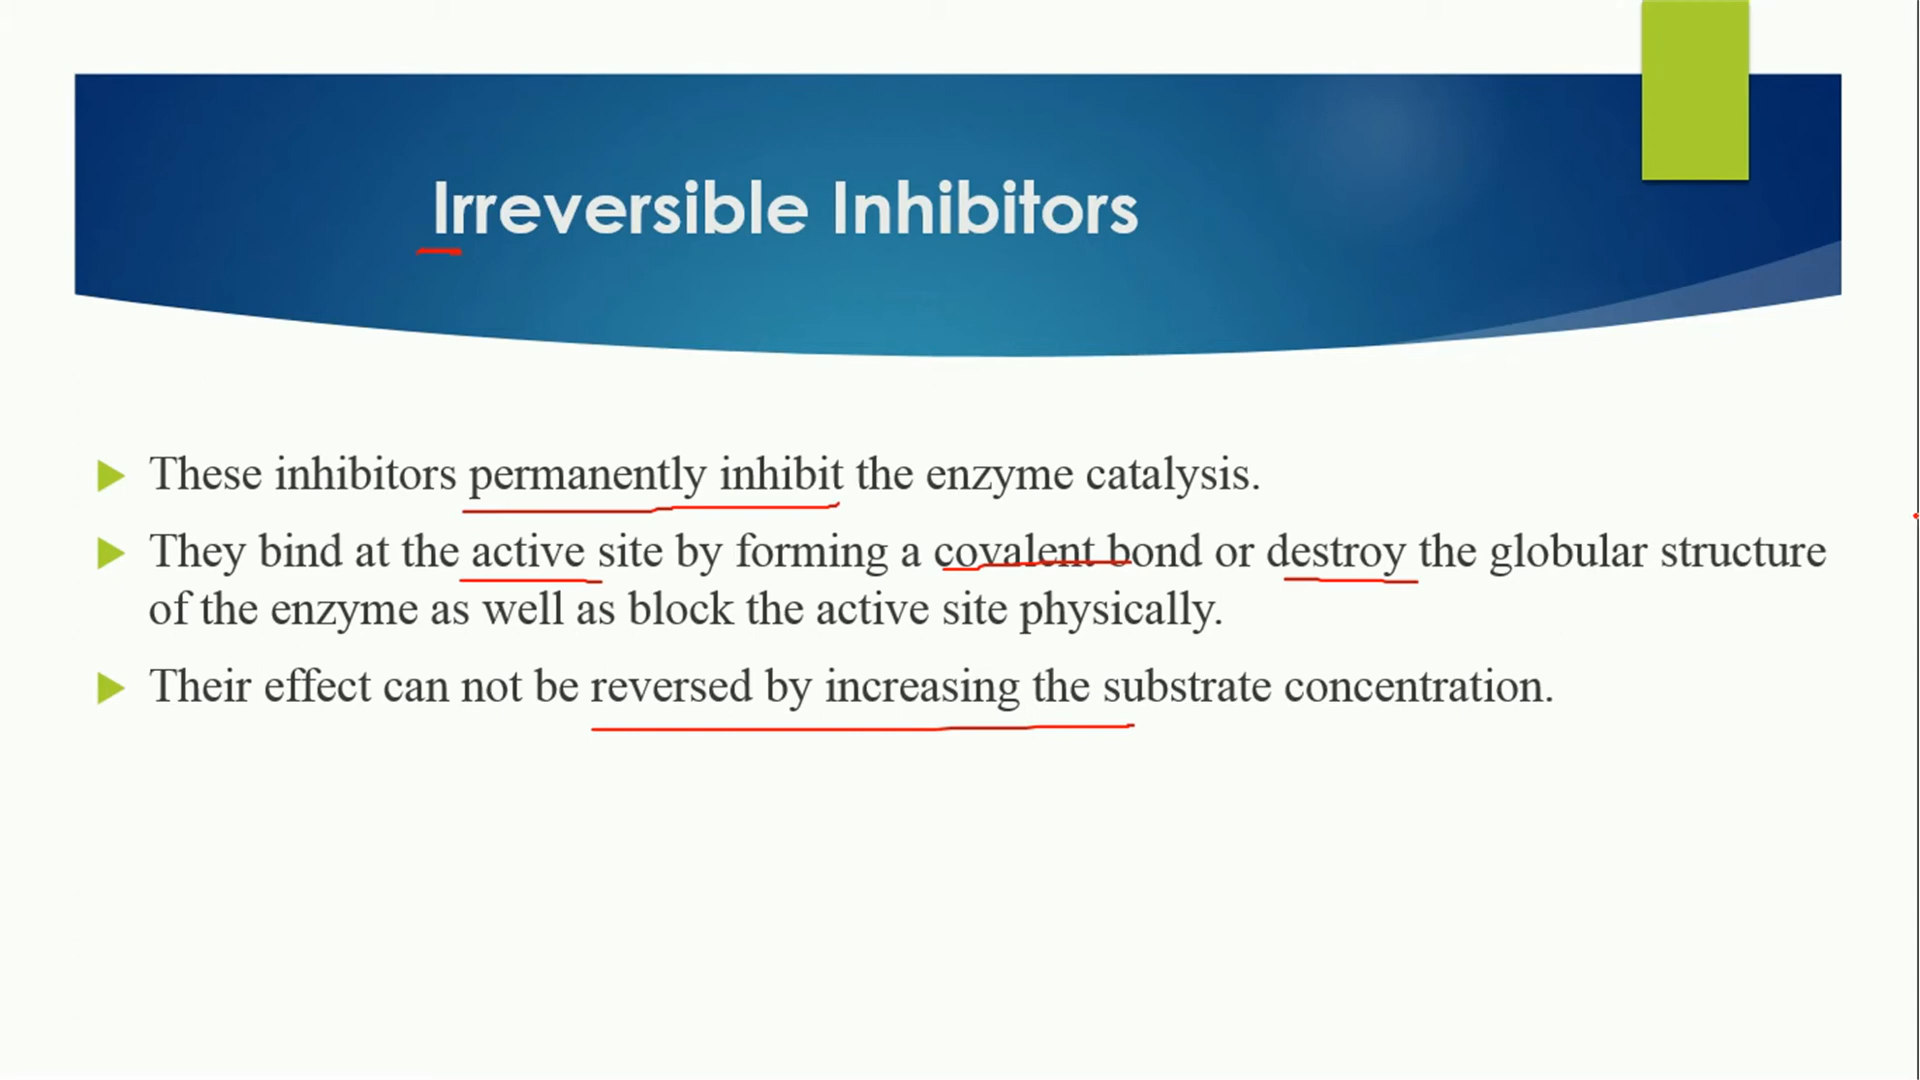 Irreversible Inhibitors
These inhibitors permanently inhibit the enzyme catalysis.
They bind at the active site by forming a covalent bond or destroy the globular structure
of the enzyme as well as block the active site physically.
Their effect can not be reversed by increasing the substrate concentration.